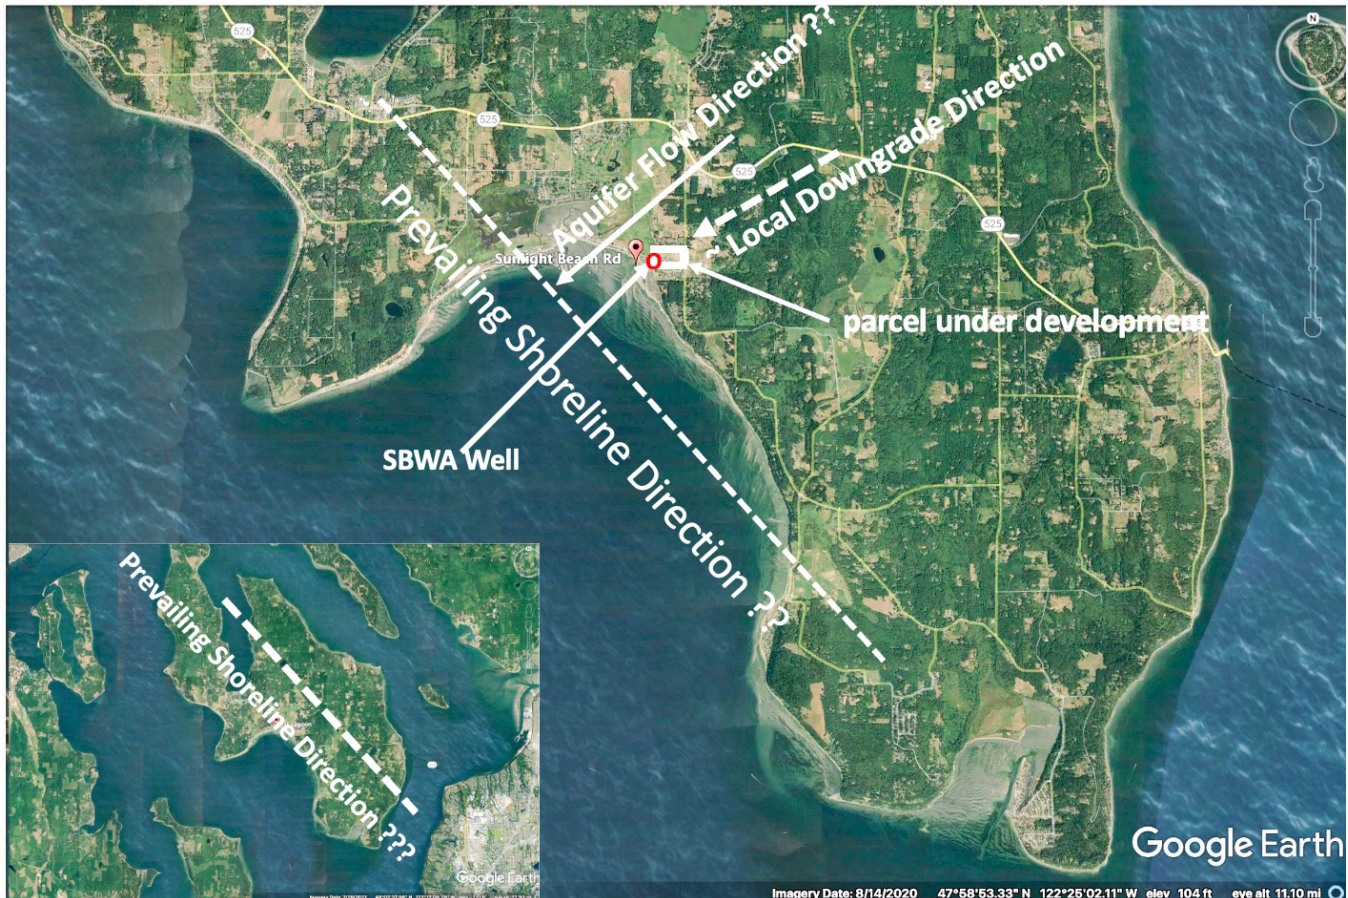 525
525
525
525
N
Aquifer Flow Direction ??
~ Local Downgrade Direction
Prevailing Shoreline Direction ??
Sunlight Beach Rd
O
parcel under development
SBWA Well
Prevailing Shoreline Direction ???
Google Earth
Google Earth
Imagery Date: 8/14/2020 47°58'53.33" N 122°25'02.11" W elev 104 ft eye alt 11.10 mi